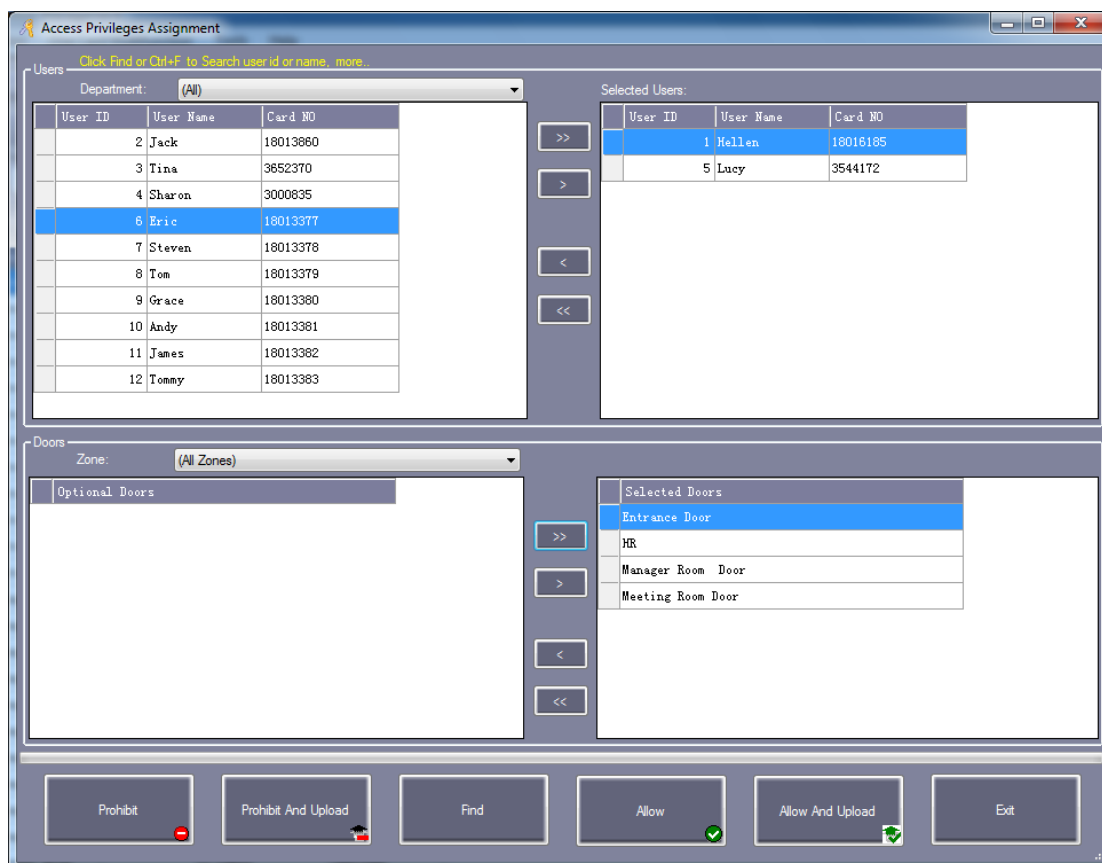 Access Privileges Assignment
Click Find or Ctrl+F to Search user id or name, more..
Users
Department: (All)
Selected Users:
User ID User Name Card NO
2 Jack 18013860
3 Tina 3652370
4 Sharon 3000835
6 Eric 18013377
7 Steven 18013378
8 Tom 18013379
9 Grace 18013380
10 Andy 18013381
11 James 18013382
12 Tommy 18013383
>>
>
<
<<
User ID User Name Card NO
1 Hellen 18016185
5 Lucy 3544172
Doors
Zone: (All Zones)
Optional Doors
>>
>
<
<<
Selected Doors
Entrance Door
HR
Manager Room Door
Meeting Room Door
Prohibit
Prohibit And Upload
Find
Allow
Allow And Upload
Exit